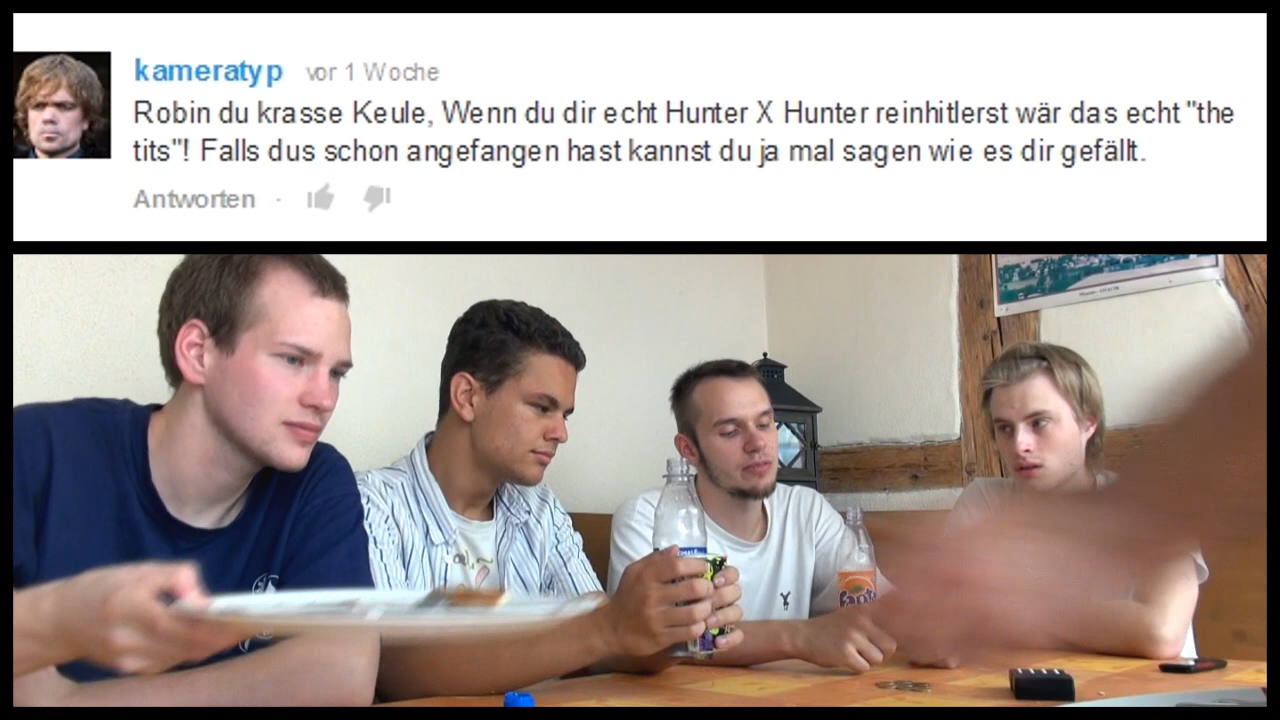 kameratyp vor 1 Woche
Robin du krasse Keule, Wenn du dir echt Hunter X Hunter reinhitlerst wär das echt "the
tits"! Falls dus schon angefangen hast kannst du ja mal sagen wie es dir gefällt.
Antworten ·
Fanta